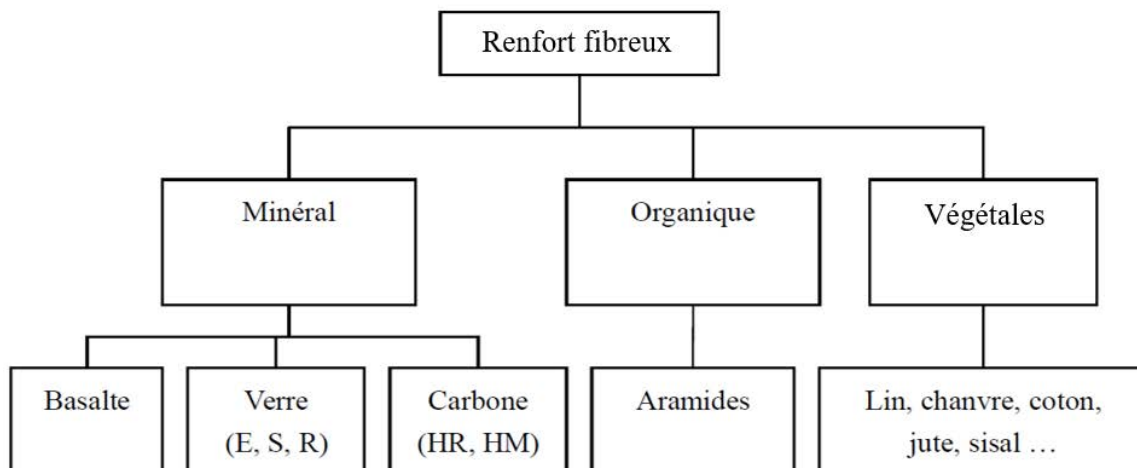 Renfort fibreux
Minéral
Organique
Végétales
Basalte
Verre
(E, S, R)
Carbone
(HR, HM)
Aramides
Lin, chanvre, coton,
jute, sisal ...